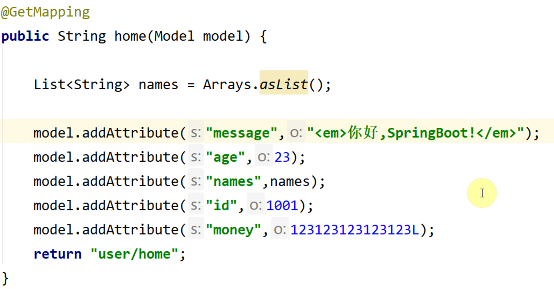 @GetMapping
public String home(Model model) {
List<String> names = Arrays.asList();
model.addAttribute( s: "message", o: "<em>你好,SpringBoot!</em>");
model.addAttribute( s: "age", o: 23);
model.addAttribute( s: "names",names);
model.addAttribute( s: "id", o: 1001);
model.addAttribute( s: "money", o: 123123123123123L);
return "user/home";
}